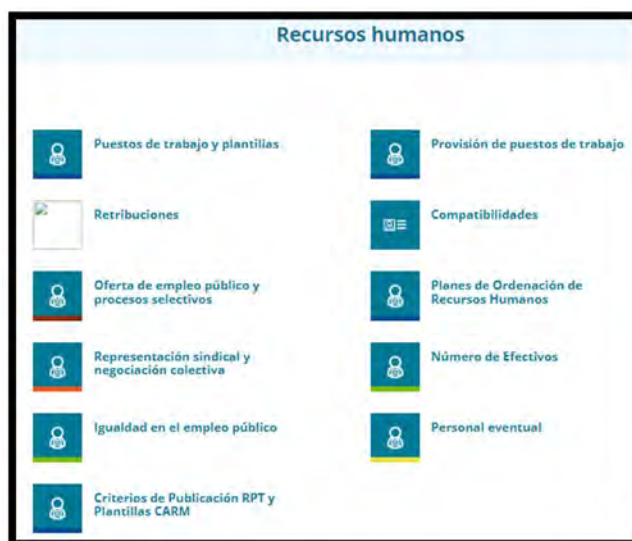 Recursos humanos
Puestos de trabajo y plantillas
Provisión de puestos de trabajo
Retribuciones
Compatibilidades
Oferta de empleo público y
procesos selectivos
Planes de Ordenación de
Recursos Humanos
Representación sindical y
negociación colectiva
Número de Efectivos
Igualdad en el empleo público
Personal eventual
Criterios de Publicación RPT y
Plantillas CARM